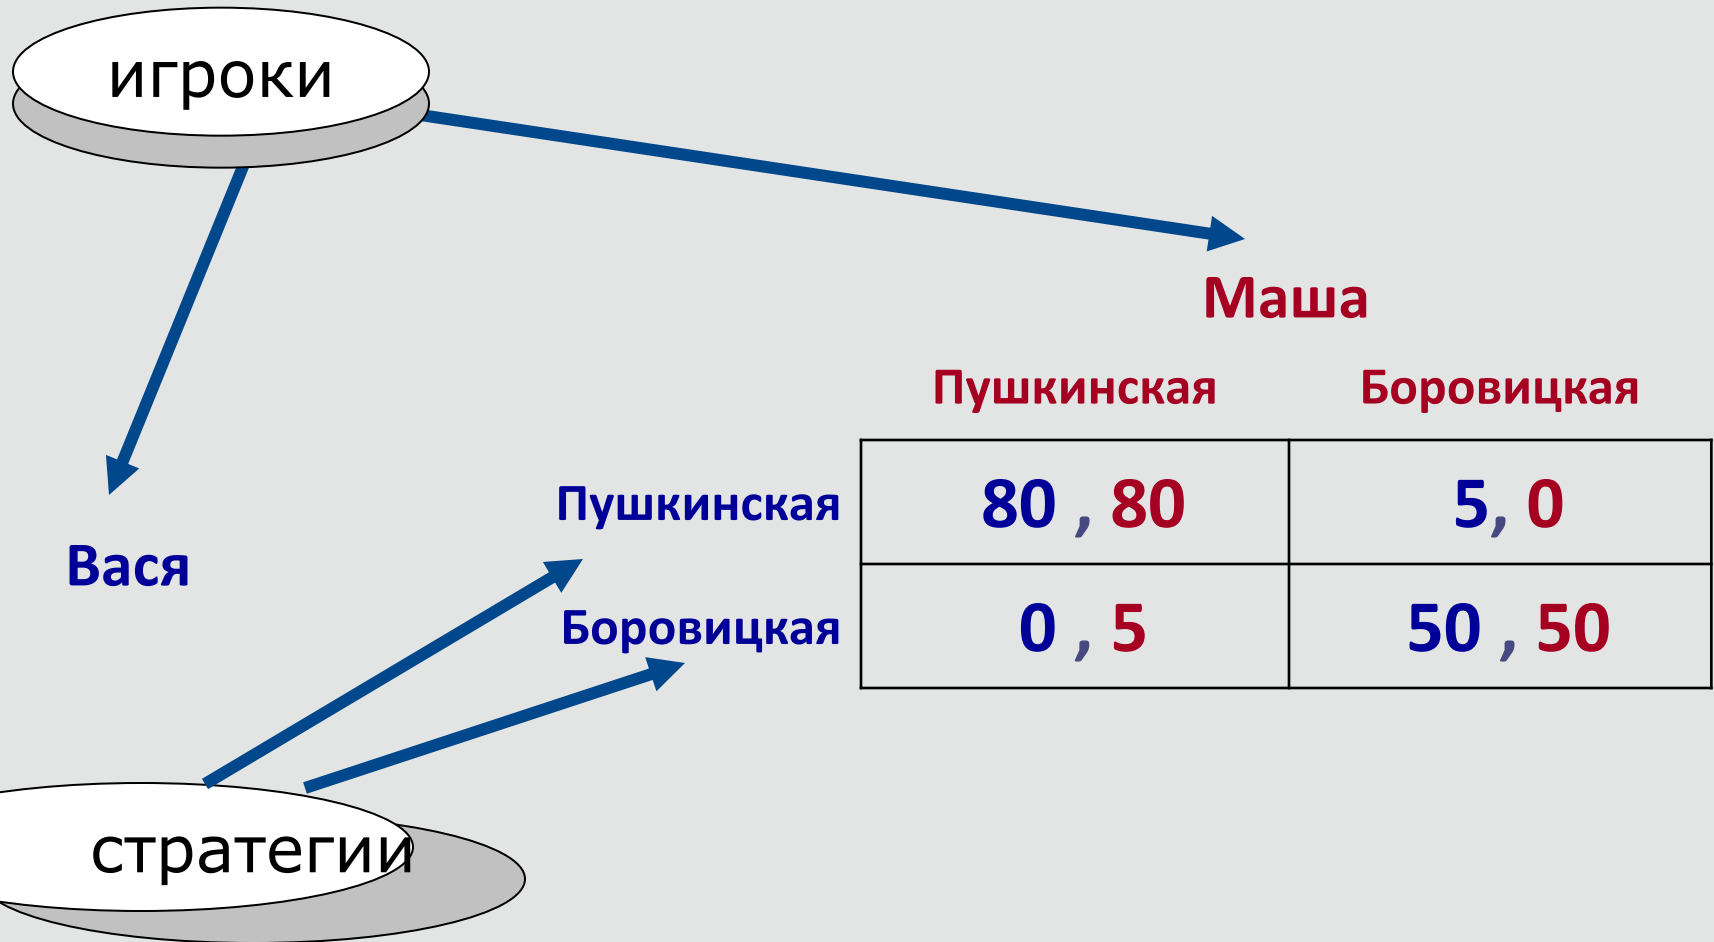 игроки
Маша
Пушкинская Боровицкая
Пушкинская 80 , 80 5, 0
Вася
Боровицкая 0 , 5 50 , 50
стратегии